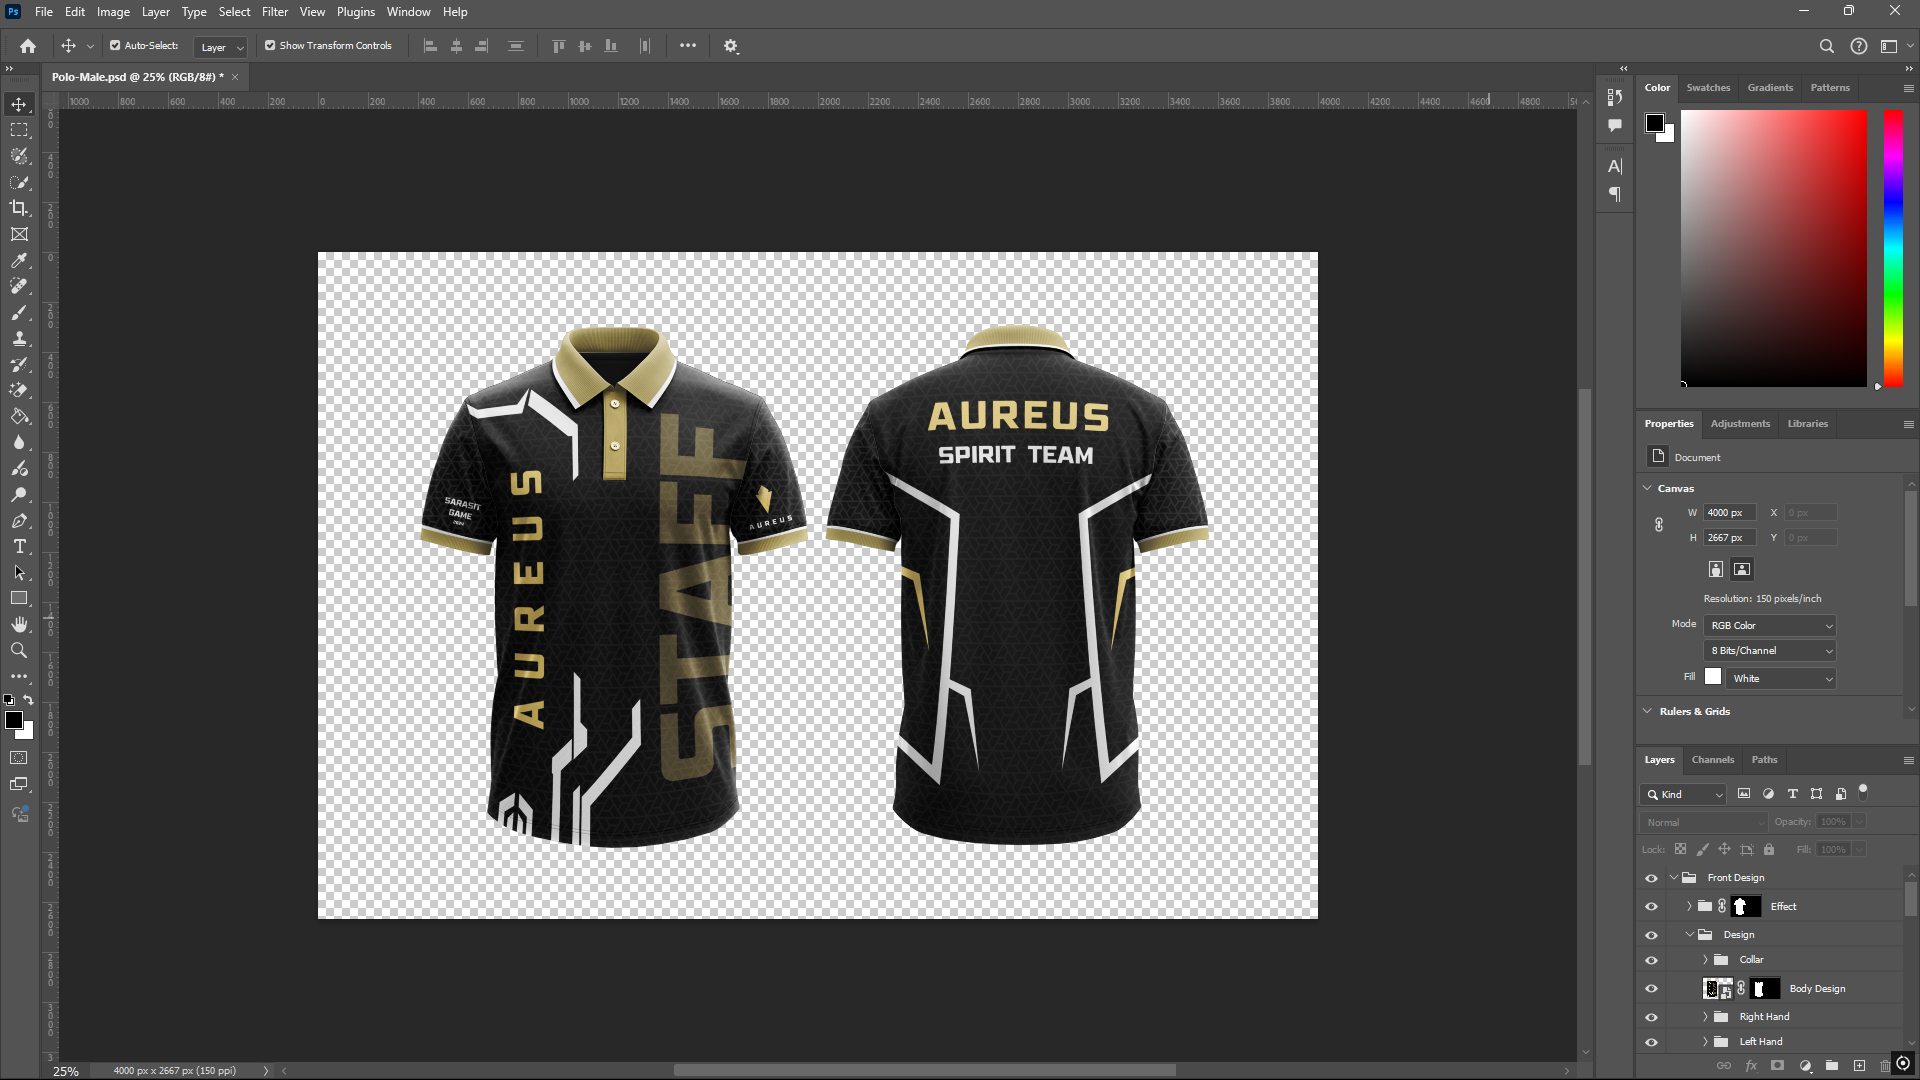 File Edit Image Layer Type Select Filter View Plugins Window Help
Auto-Select: Layer Show Transform Controls
Polo-Male.psd @ 25% (RGB/8#) *
1000 800 600 400 200 0 200 400 600 800 1000 1200 1400 1600 1800 2000 2200 2400 2600 2800 3000 3200 3400 3600 3800 4000 4200 4400 4600 4800
AUREUS
STAFF
SARASIT
GAME
AUREUS
AUREUS
SPIRIT TEAM
Color Swatches Gradients Patterns
Properties Adjustments Libraries
Document
Canvas
W 4000 px X 0 px
H 2667 px Y 0 px
Resolution: 150 pixels/inch
Mode RGB Color
8 Bits/Channel
Fill White
Rulers & Grids
Layers Channels Paths
Kind
Normal Opacity: 100%
Lock: Fill: 100%
Front Design
Effect
Design
Collar
Body Design
Right Hand
Left Hand
25% 4000 px x 2667 px (150 ppi)